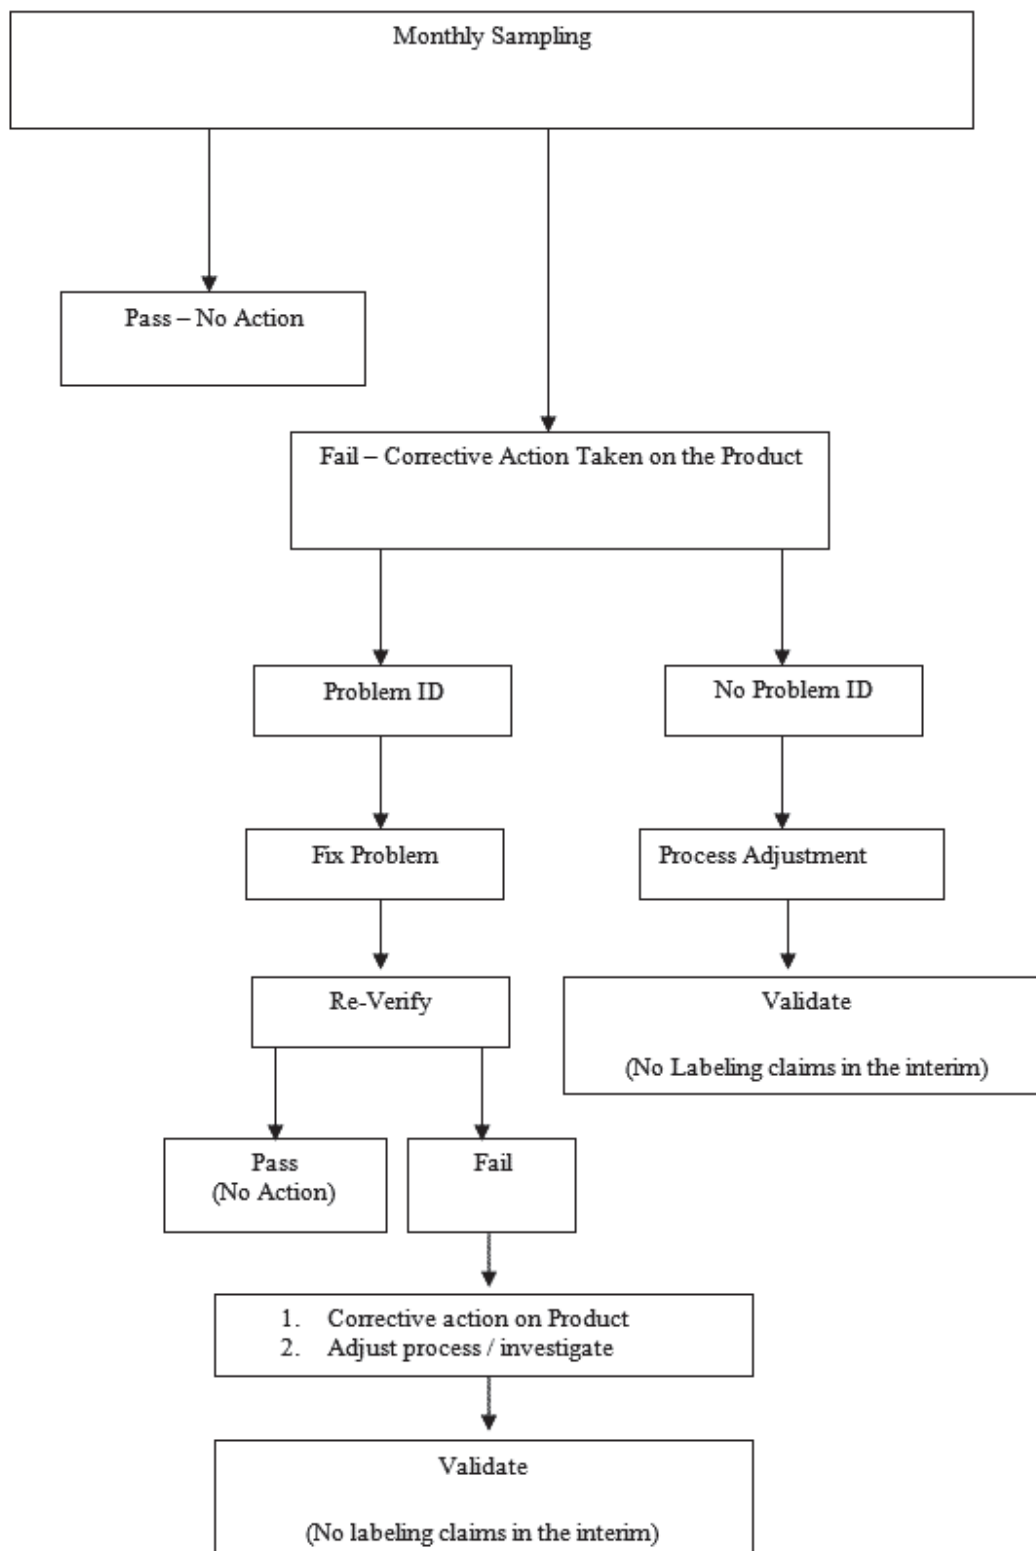 Monthly Sampling
Pass – No Action
Fail – Corrective Action Taken on the Product
Problem ID
No Problem ID
Fix Problem
Process Adjustment
Re-Verify
Validate
(No Labeling claims in the interim)
Pass
(No Action)
Fail
1. Corrective action on Product
2. Adjust process / investigate
Validate
(No labeling claims in the interim)